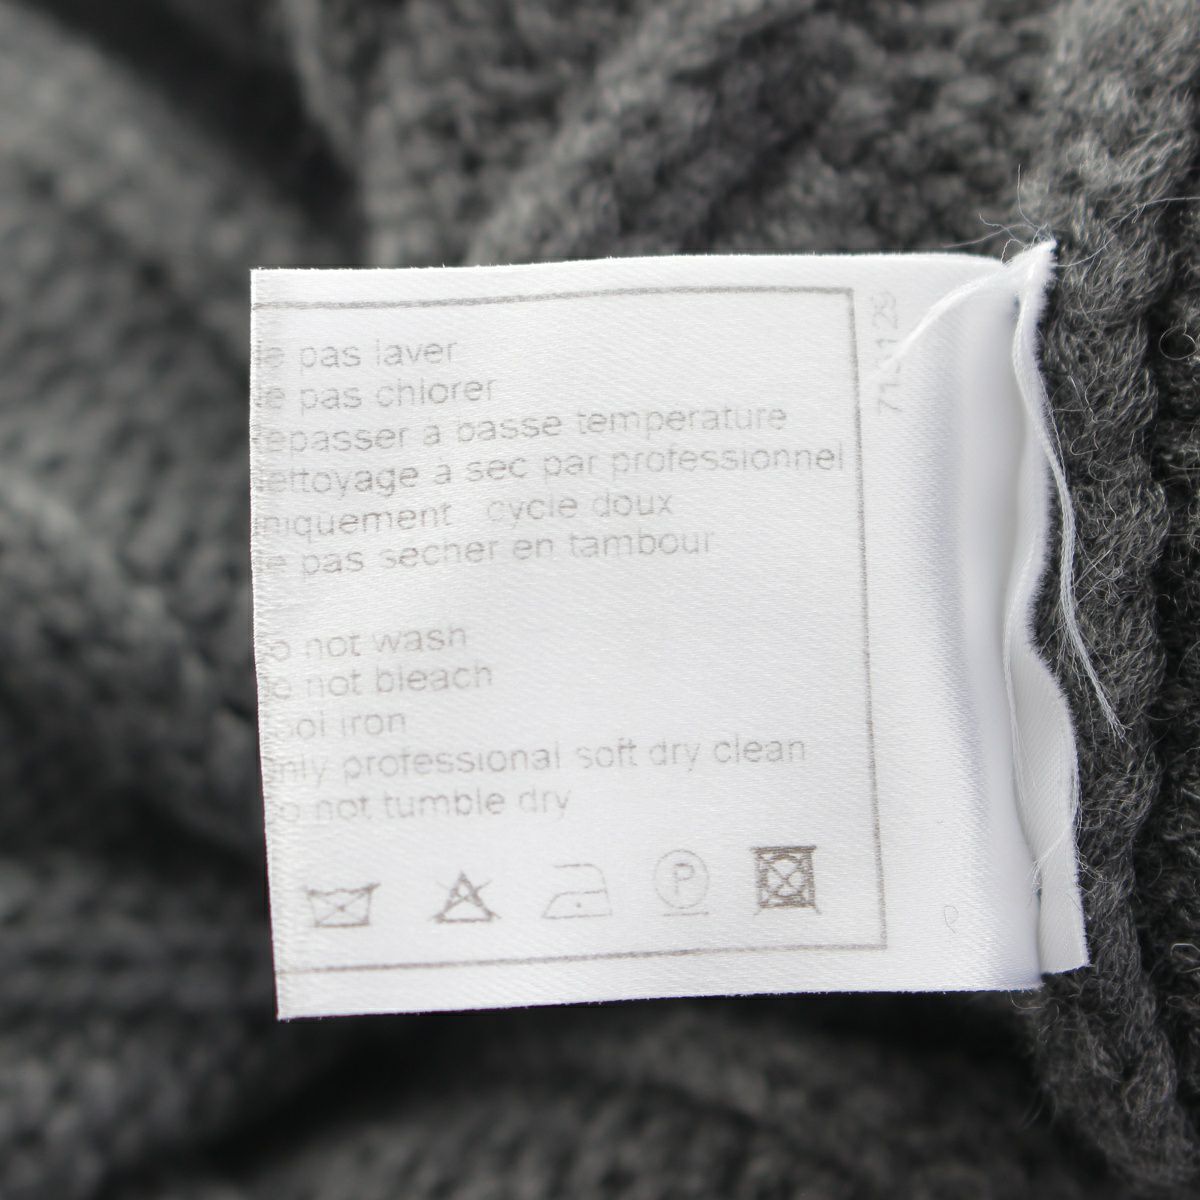 e pas laver
e pas chlorer
epasser à basse temperature
ettoyage à sec par professionnel
niquement cycle doux
e pas sécher en tambour
o not wash
o not bleach
ool iron
nly professional soft dry clean
o not tumble dry
P